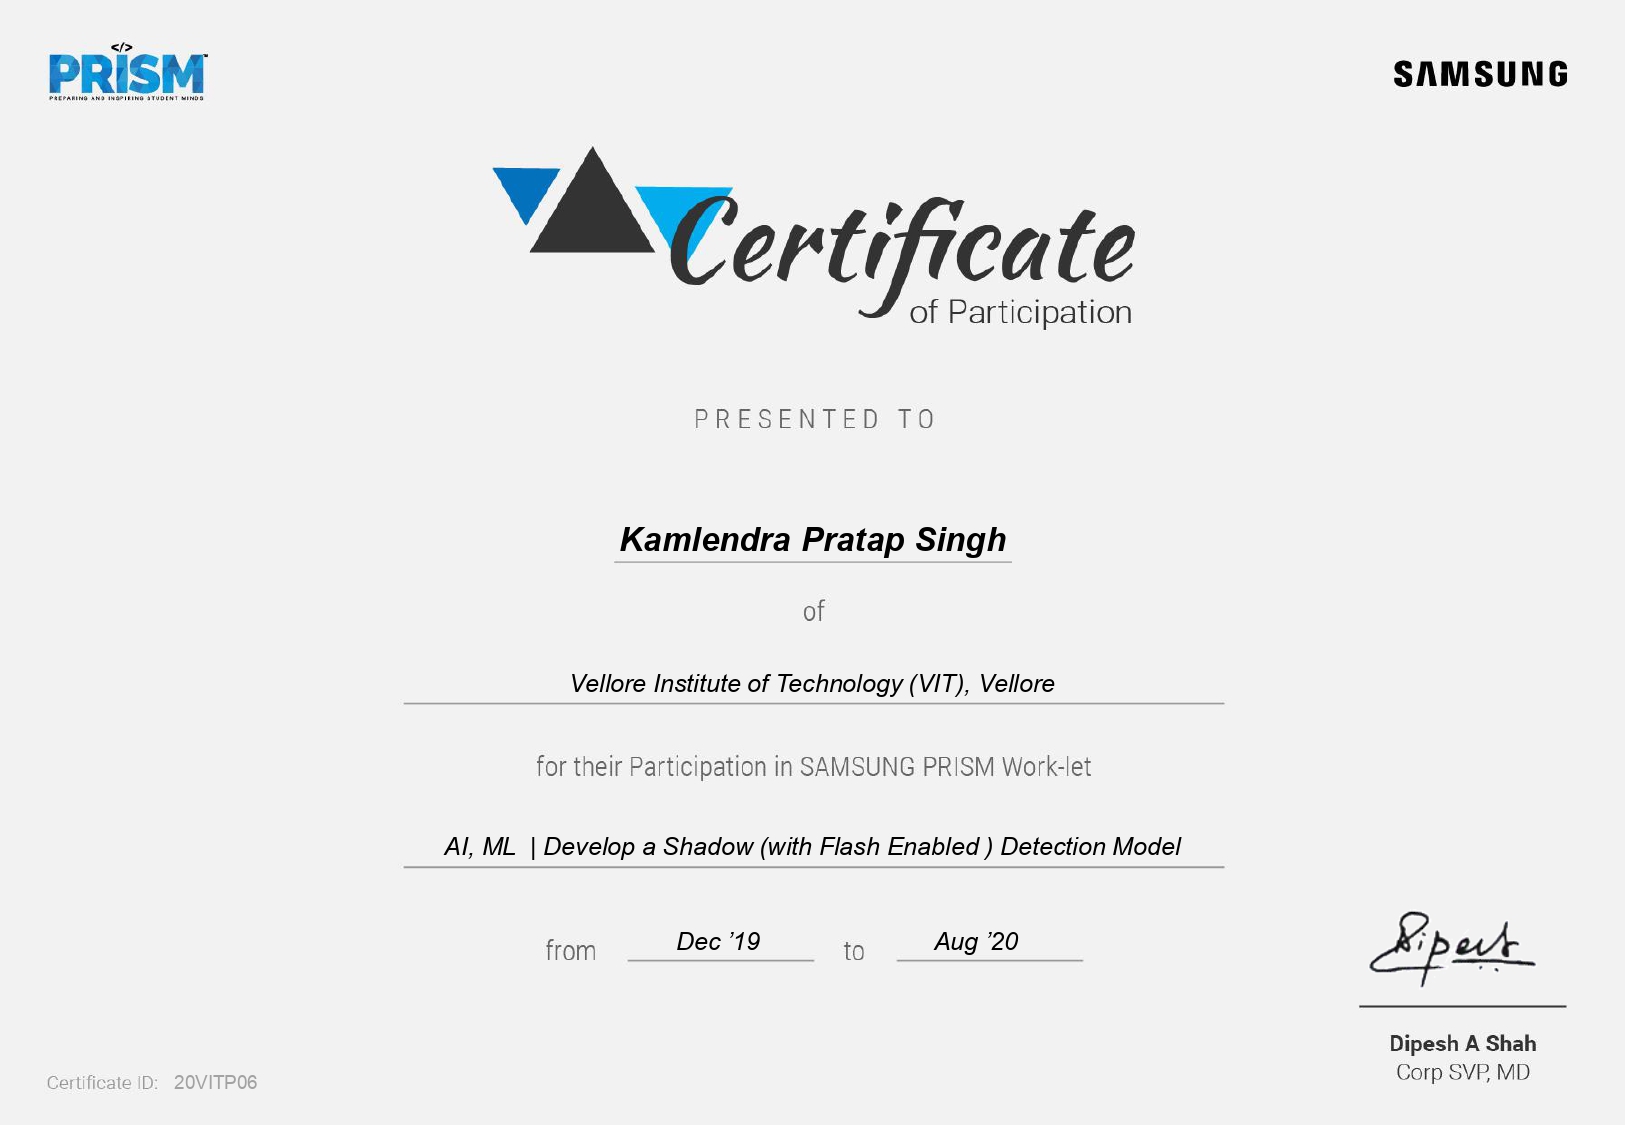 </>
PRISM™
PREPARING AND INSPIRING STUDENT MINDS
SAMSUNG
Certificate
of Participation
PRESENTED TO
Kamlendra Pratap Singh
of
Vellore Institute of Technology (VIT), Vellore
for their Participation in SAMSUNG PRISM Work-let
AI, ML | Develop a Shadow (with Flash Enabled ) Detection Model
from Dec ’19 to Aug ’20
Dipesh
Dipesh A Shah
Corp SVP, MD
Certificate ID: 20VITP06